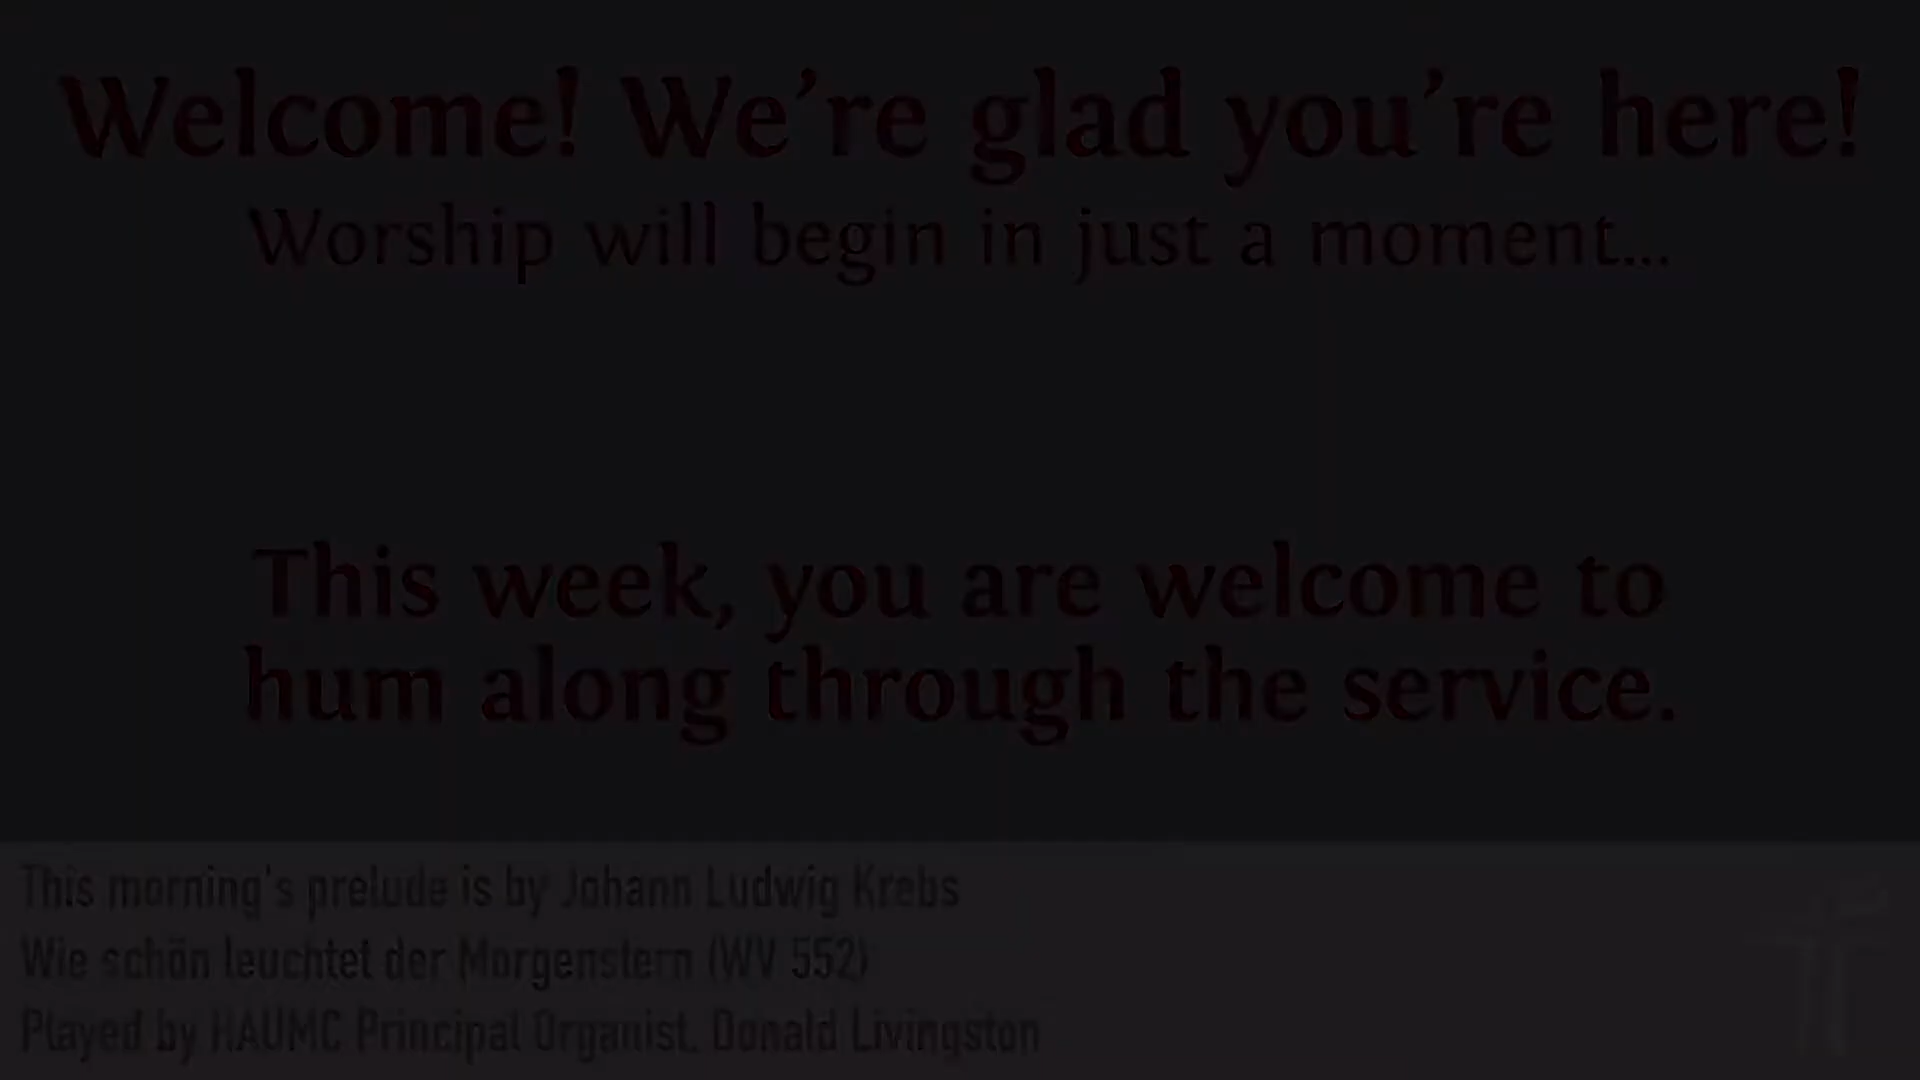 Welcome! We're glad you're here!
Worship will begin in just a moment...
This week, you are welcome to
hum along through the service.
This morning's prelude is by Johann Ludwig Krebs
Wie schön leuchtet der Morgenstern (WV 552)
Played by HAUMC Principal Organist, Donald Livingston